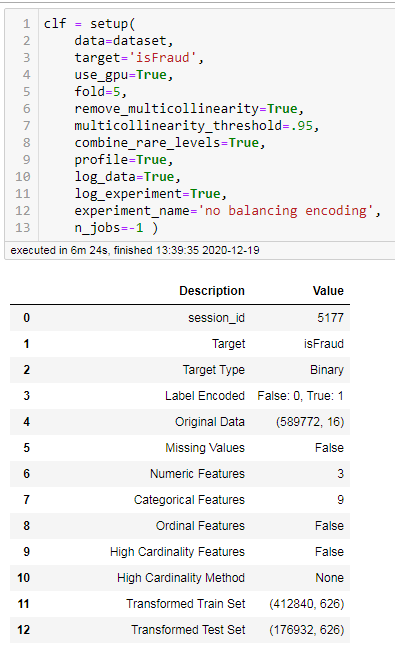 1 clf = setup(
2 data=dataset,
3 target='isFraud',
4 use_gpu=True,
5 fold=5,
6 remove_multicollinearity=True,
7 multicollinearity_threshold=.95,
8 combine_rare_levels=True,
9 profile=True,
10 log_data=True,
11 log_experiment=True,
12 experiment_name='no balancing encoding',
13 n_jobs=-1 )
executed in 6m 24s, finished 13:39:35 2020-12-19
Description Value
0 session_id 5177
1 Target isFraud
2 Target Type Binary
3 Label Encoded False: 0, True: 1
4 Original Data (589772, 16)
5 Missing Values False
6 Numeric Features 3
7 Categorical Features 9
8 Ordinal Features False
9 High Cardinality Features False
10 High Cardinality Method None
11 Transformed Train Set (412840, 626)
12 Transformed Test Set (176932, 626)